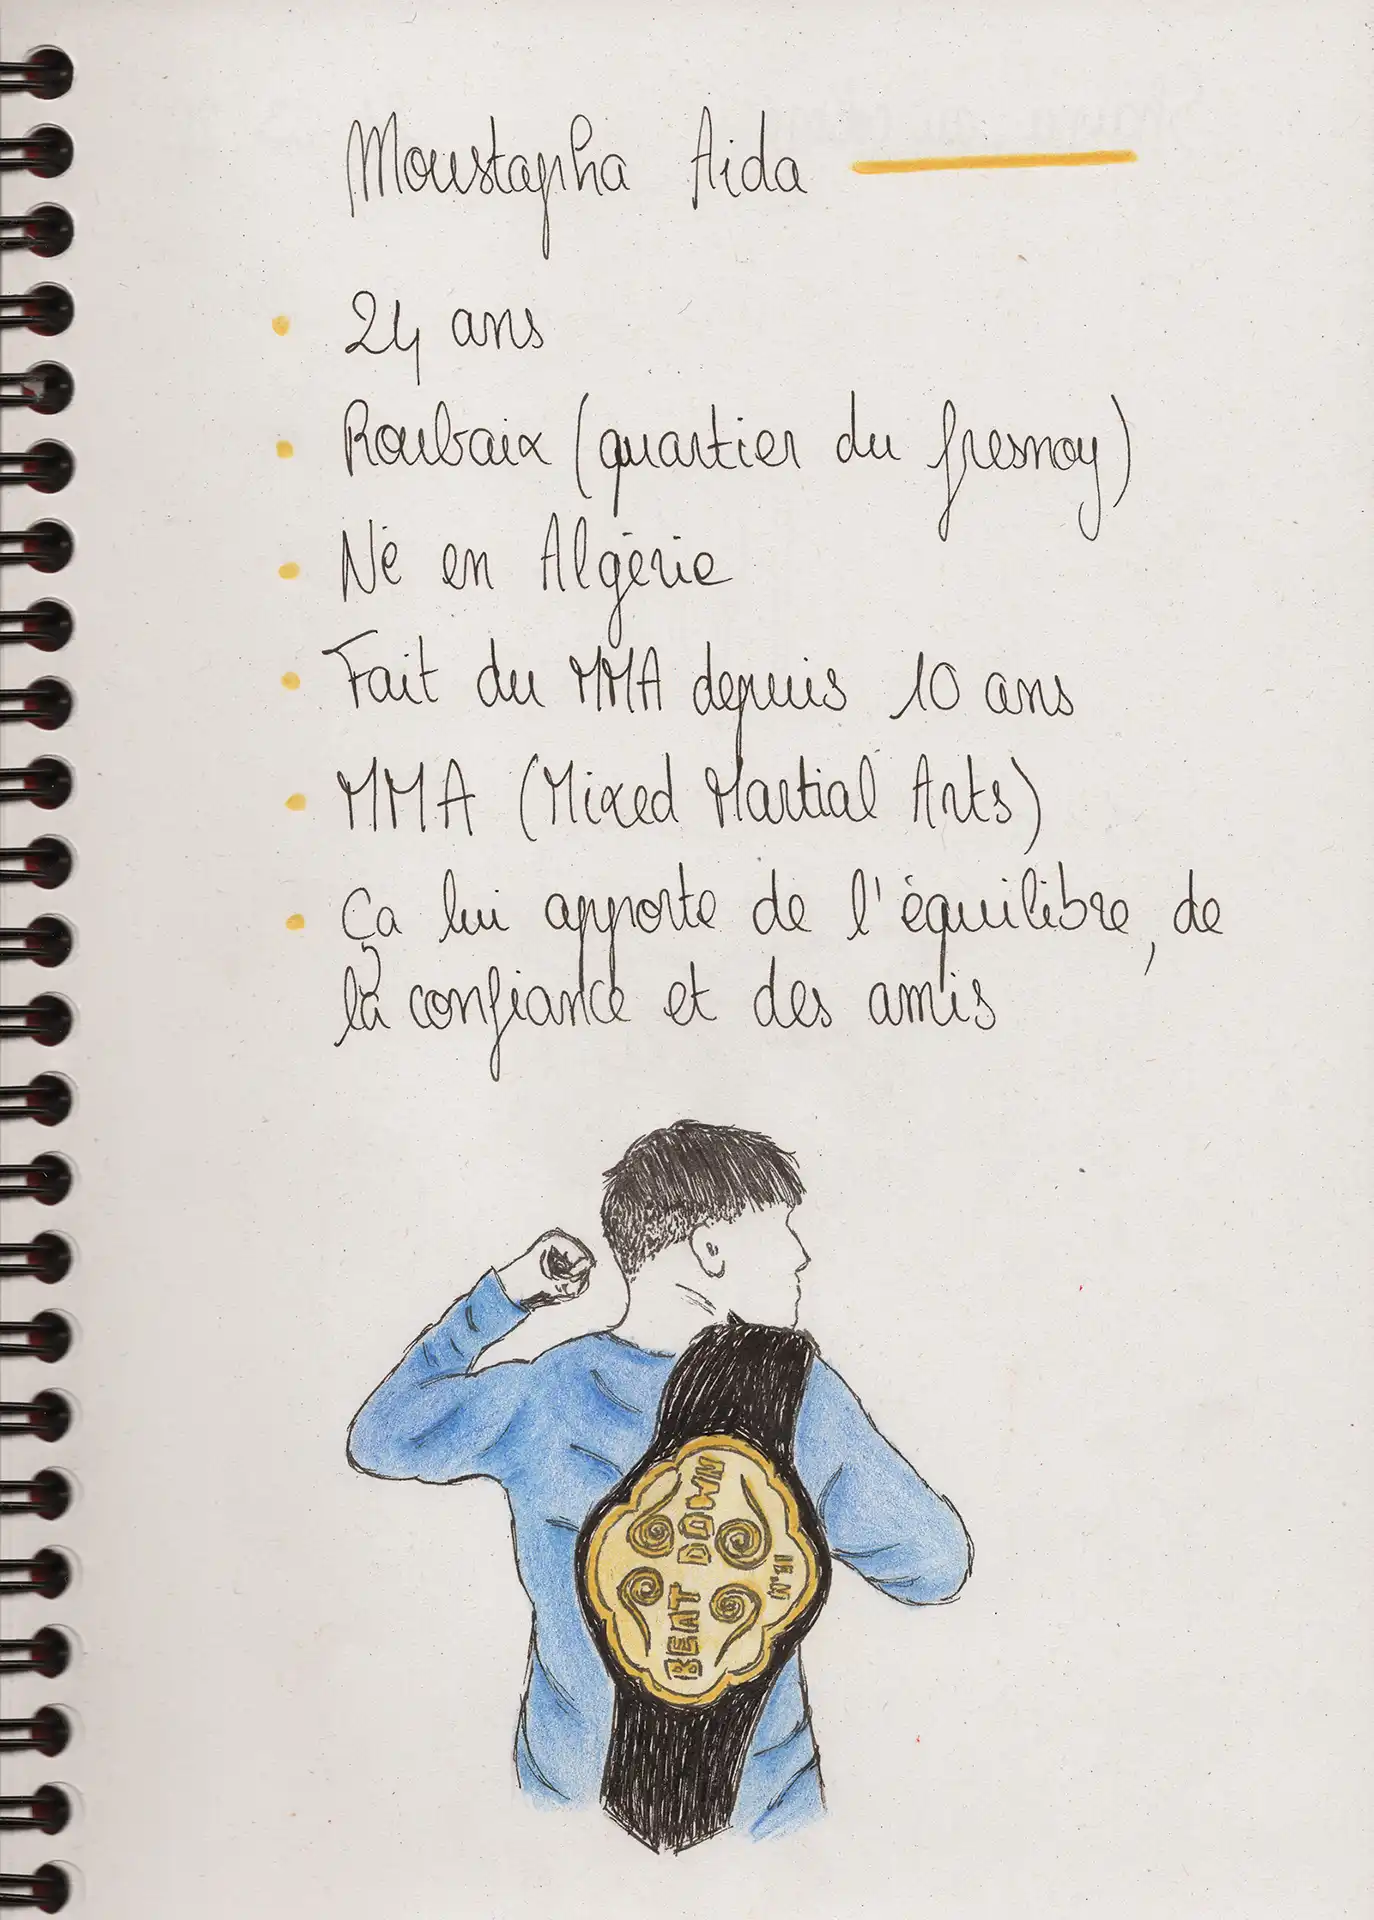 Moustapha Aida
24 ans
Roubaix (quartier du fresnoy)
Né en Algérie
Fait du MMA depuis 10 ans
MMA (Mixed Martial Arts)
Ça lui apporte de l'équilibre, de
la confiance et des amis
BEAT DOWN
N°11